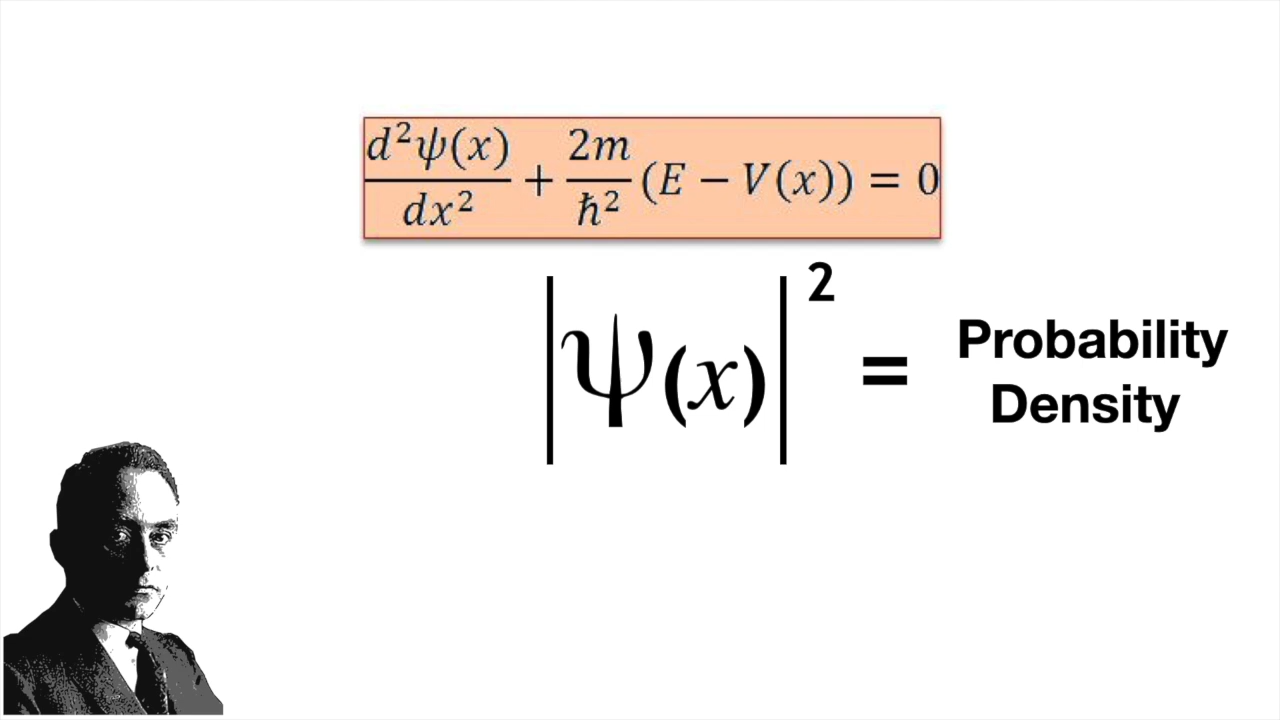 d²ψ(x)/dx² + 2m/ħ² (E − V(x)) = 0
|ψ(x)|² = Probability Density